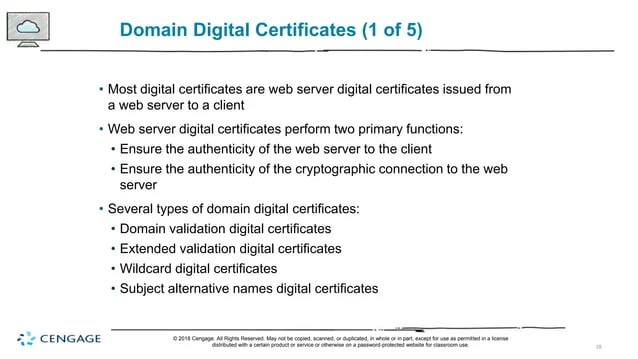 Domain Digital Certificates (1 of 5)
• Most digital certificates are web server digital certificates issued from
a web server to a client
• Web server digital certificates perform two primary functions:
• Ensure the authenticity of the web server to the client
• Ensure the authenticity of the cryptographic connection to the web
server
• Several types of domain digital certificates:
• Domain validation digital certificates
• Extended validation digital certificates
• Wildcard digital certificates
• Subject alternative names digital certificates
CENGAGE
© 2018 Cengage. All Rights Reserved. May not be copied, scanned, or duplicated, in whole or in part, except for use as permitted in a license
distributed with a certain product or service or otherwise on a password-protected website for classroom use.